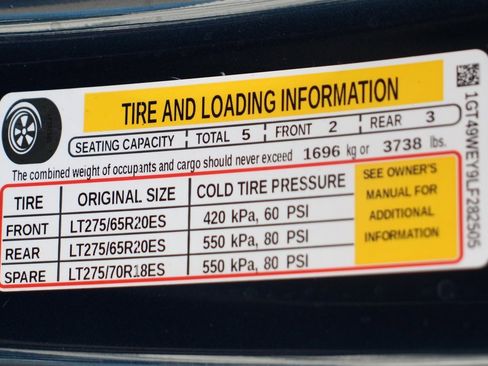 TIRE AND LOADING INFORMATION
SEATING CAPACITY TOTAL 5 FRONT 2 REAR 3
The combined weight of occupants and cargo should never exceed 1696 kg or 3738 lbs.
TIRE ORIGINAL SIZE COLD TIRE PRESSURE
FRONT LT275/65R20ES 420 kPa, 60 PSI
REAR LT275/65R20ES 550 kPa, 80 PSI
SPARE LT275/70R18ES 550 kPa, 80 PSI
SEE OWNER'S
MANUAL FOR
ADDITIONAL
INFORMATION
1GT49WEY9LF282505